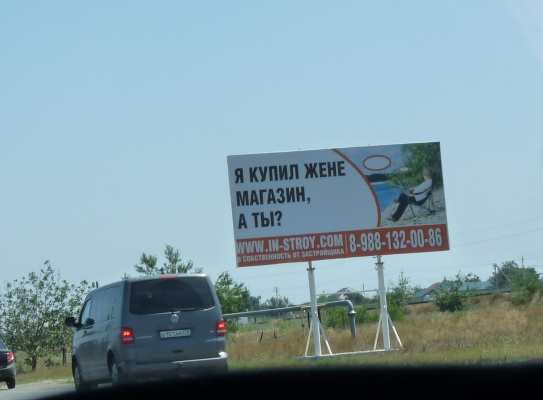 Я КУПИЛ ЖЕНЕ
МАГАЗИН,
А ТЫ?
WWW.IN-STROY.COM
В СОБСТВЕННОСТЬ ОТ ЗАСТРОЙЩИКА
8-988-132-00-86